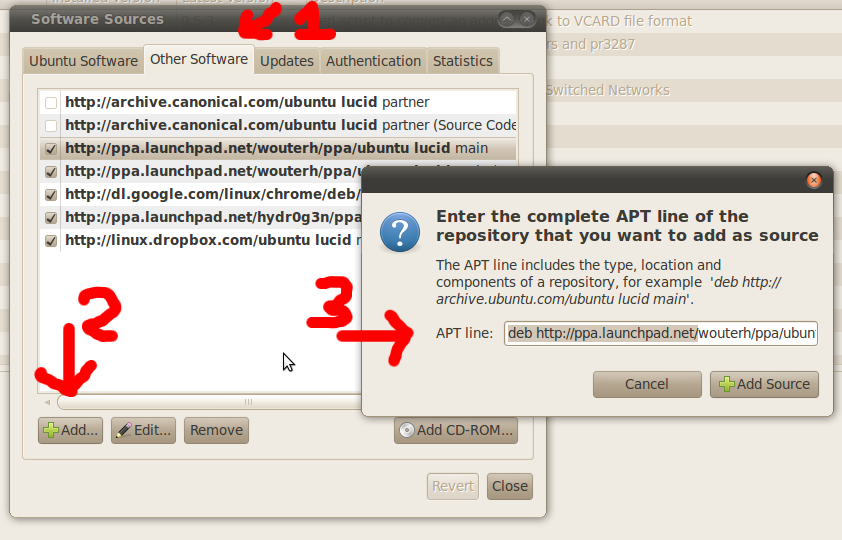 Installed Version Latest Version Description
Software Sources
1
to VCARD file format
rs and pr3287
Switched Networks
Ubuntu Software Other Software Updates Authentication Statistics
http://archive.canonical.com/ubuntu lucid partner
http://archive.canonical.com/ubuntu lucid partner (Source Code
http://ppa.launchpad.net/wouterh/ppa/ubuntu lucid main
http://ppa.launchpad.net/wouterh/ppa/u
http://dl.google.com/linux/chrome/deb/
http://ppa.launchpad.net/hydr0g3n/ppa
http://linux.dropbox.com/ubuntu lucid
2
3
Enter the complete APT line of the
repository that you want to add as source
The APT line includes the type, location and
components of a repository, for example 'deb http://
archive.ubuntu.com/ubuntu lucid main'.
APT line: deb http://ppa.launchpad.net/wouterh/ppa/ubun
Cancel Add Source
Add... Edit... Remove Add CD-ROM...
Revert Close